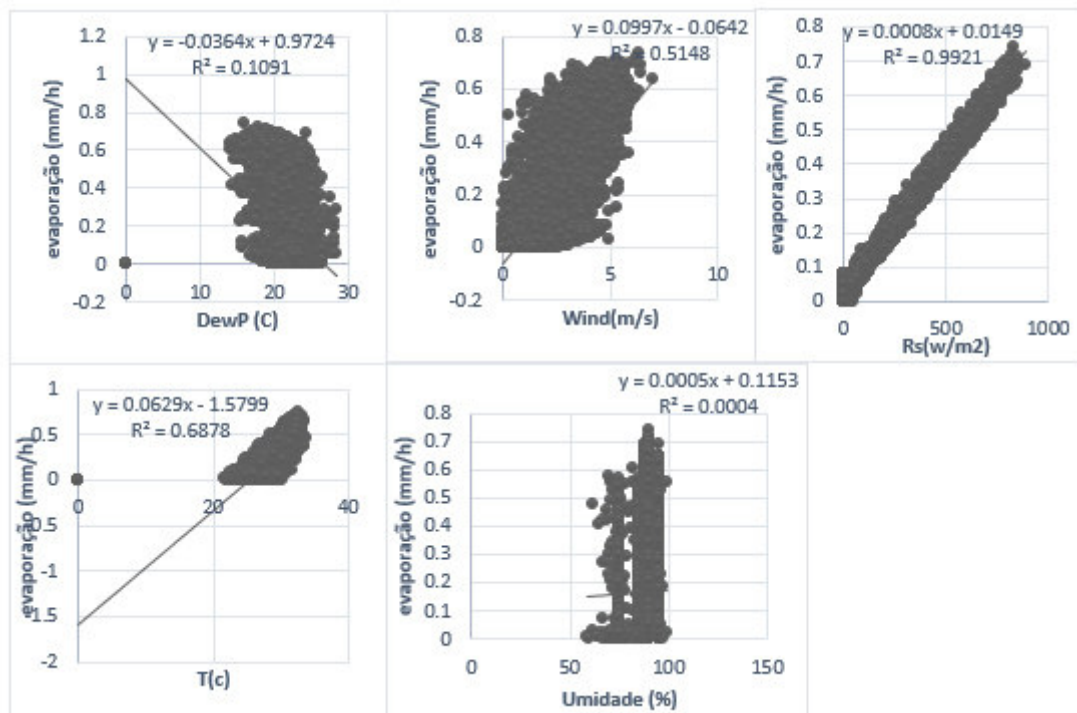 y = -0.0364x + 0.9724
R² = 0.1091
1.2
1
0.8
0.6
0.4
0.2
0
-0.2
0
10
20
30
evaporação (mm/h)
DewP (C)
y = 0.0997x - 0.0642
R² = 0.5148
0.8
0.6
0.4
0.2
0
-0.2
0
5
10
evaporação (mm/h)
Wind(m/s)
y = 0.0008x + 0.0149
R² = 0.9921
0.8
0.7
0.6
0.5
0.4
0.3
0.2
0.1
0
0
500
1000
evaporação (mm/h)
Rs(w/m2)
y = 0.0629x - 1.5799
R² = 0.6878
1
0.5
0
-0.5
-1
-1.5
-2
0
20
40
evaporação (mm/h)
T(c)
y = 0.0005x + 0.1153
R² = 0.0004
0.8
0.7
0.6
0.5
0.4
0.3
0.2
0.1
0
0
50
100
150
evaporação (mm/h)
Umidade (%)